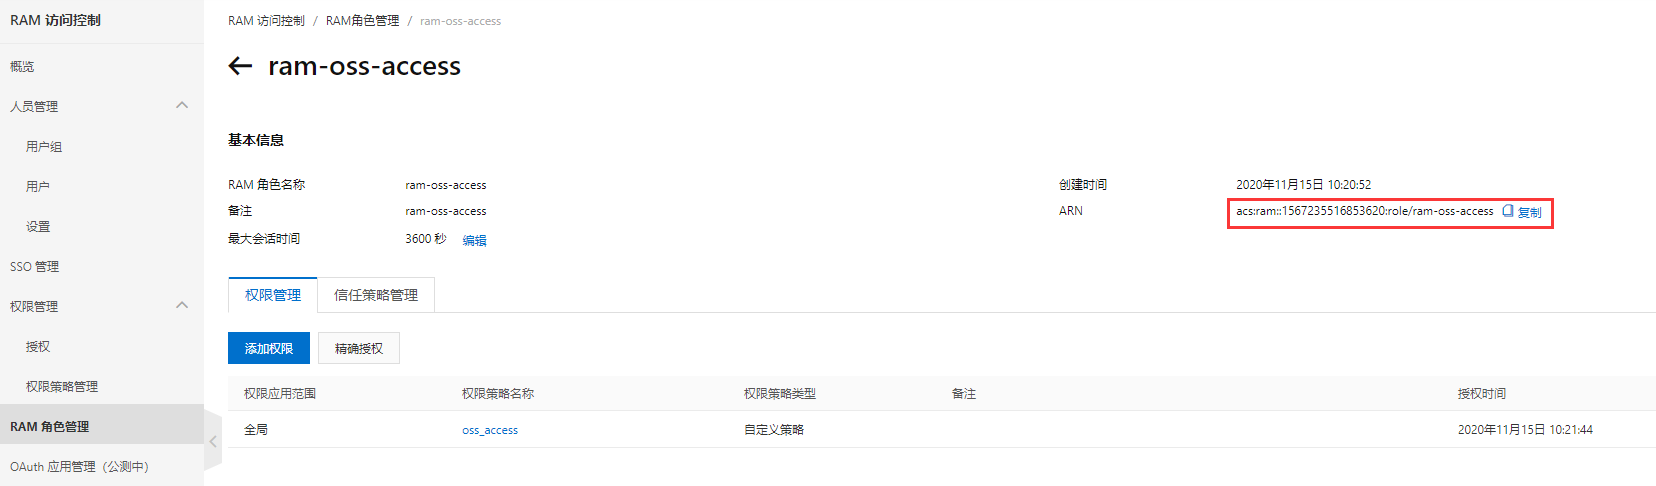 RAM 访问控制
概览
人员管理
用户组
用户
设置
SSO 管理
权限管理
授权
权限策略管理
RAM 角色管理
OAuth 应用管理（公测中）
RAM 访问控制 / RAM角色管理 / ram-oss-access
ram-oss-access
基本信息
RAM 角色名称 ram-oss-access 创建时间 2020年11月15日 10:20:52
备注 ram-oss-access ARN acs:ram::1567235516853620:role/ram-oss-access 复制
最大会话时间 3600 秒 编辑
权限管理 信任策略管理
添加权限 精确授权
权限应用范围 权限策略名称 权限策略类型 备注 授权时间
全局 oss_access 自定义策略 2020年11月15日 10:21:44